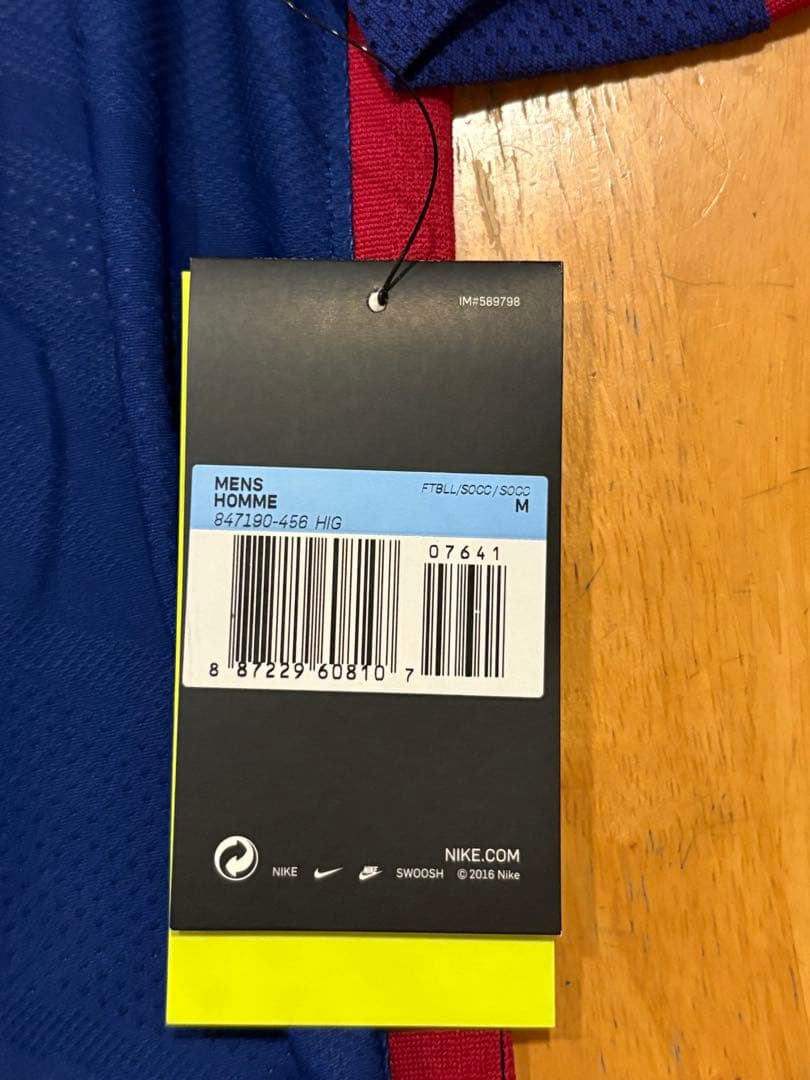 IM#589798
MENS
HOMME
847190-456 HIG
FTBLL/SOCC/SOCC
M
07641
8 87229 60810 7
NIKE.COM
NIKE SWOOSH © 2016 Nike